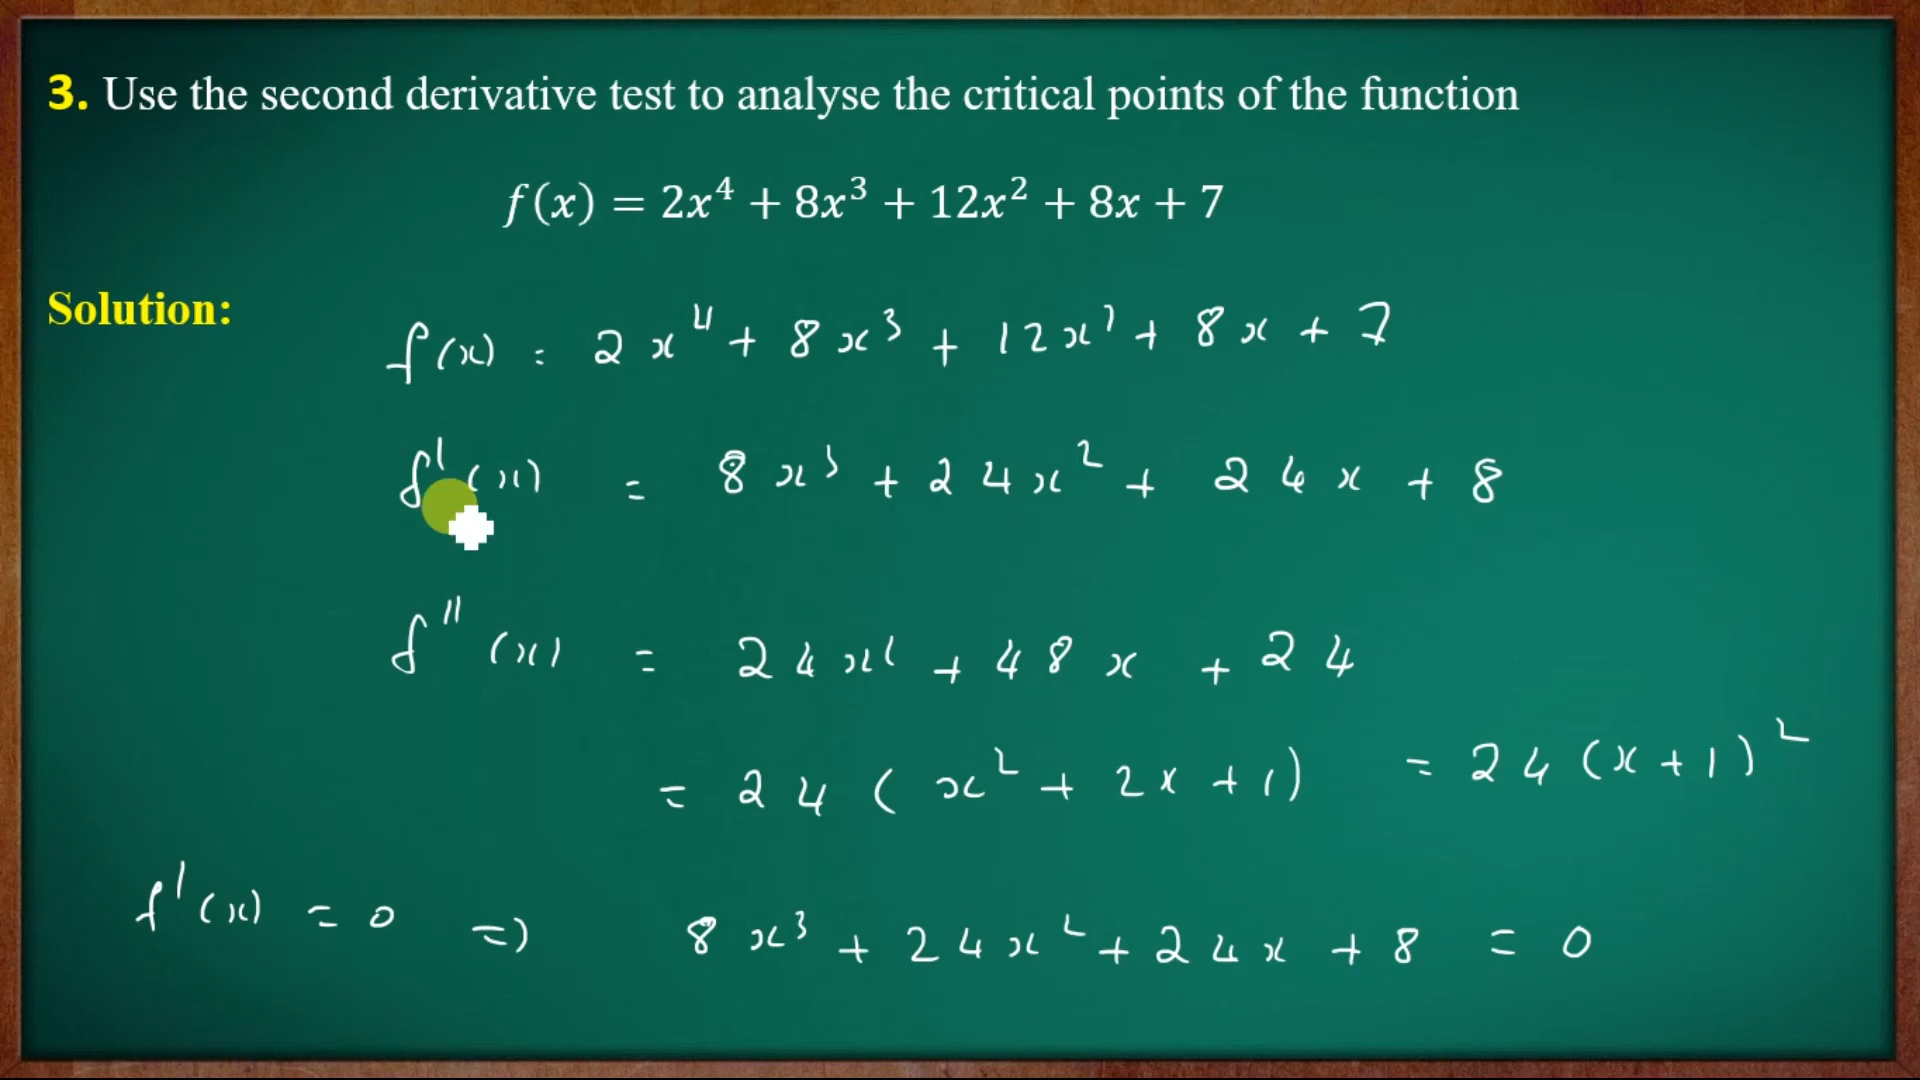 3. Use the second derivative test to analyse the critical points of the function
f(x) = 2x⁴ + 8x³ + 12x² + 8x + 7
Solution:
f(x) = 2x⁴ + 8x³ + 12x² + 8x + 7
f'(x) = 8x³ + 24x² + 24x + 8
f''(x) = 24x² + 48x + 24
= 24(x² + 2x + 1) = 24(x + 1)²
f'(x) = 0 ⇒ 8x³ + 24x² + 24x + 8 = 0